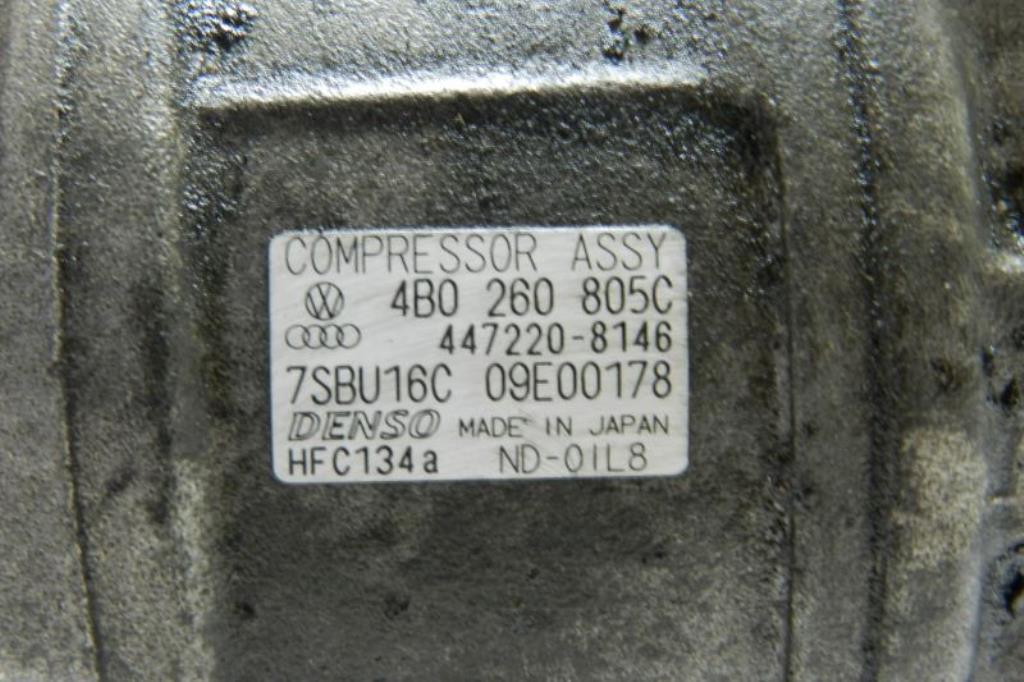 COMPRESSOR ASSY
4B0 260 805C
447220-8146
7SBU16C 09E00178
DENSO MADE IN JAPAN
HFC134a ND-OIL8